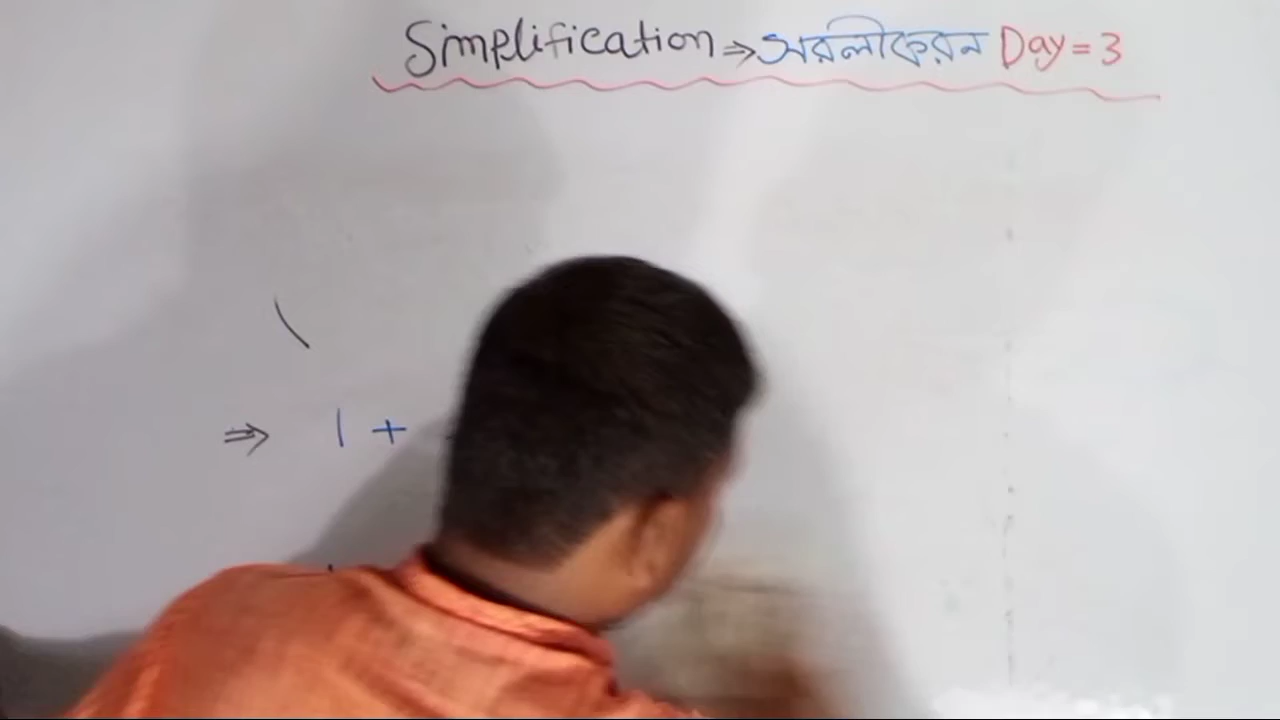 Simplification ⇒ সরলীকরন Day = 3
⇒ 1 +